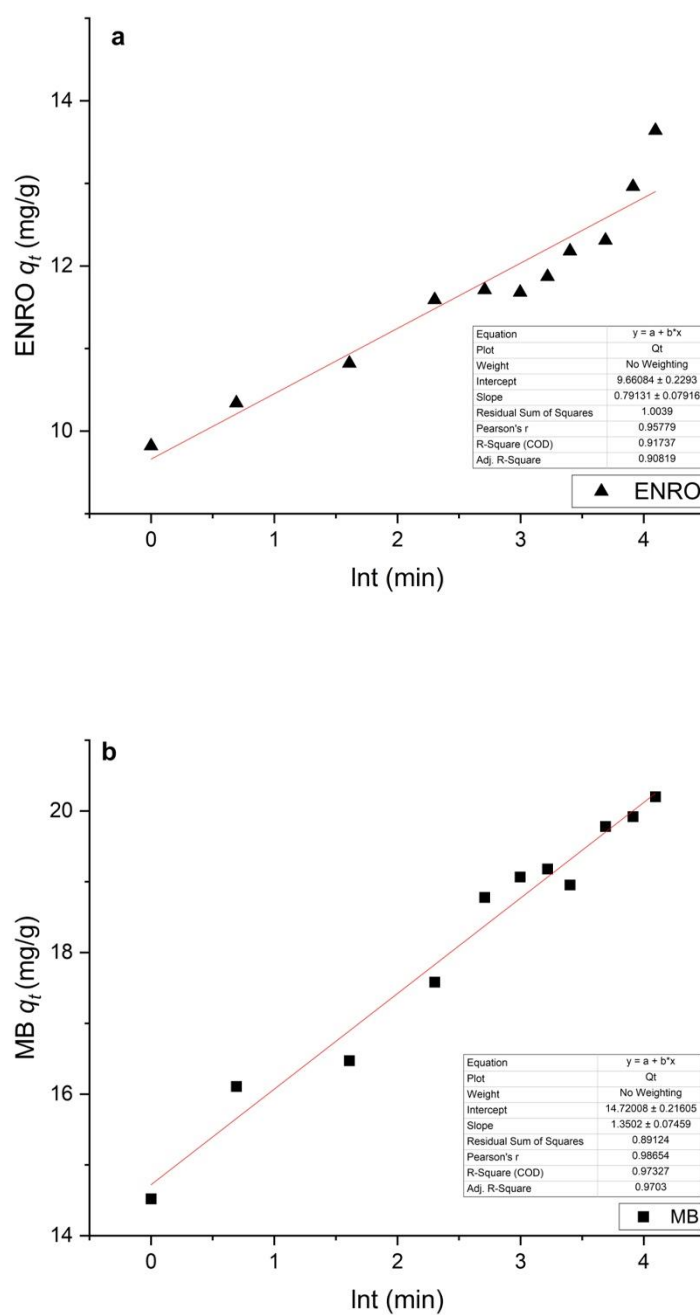 a
14
12
10
ENRO qt (mg/g)
Equation y = a + b*x
Plot Qt
Weight No Weighting
Intercept 9.66084 ± 0.2293
Slope 0.79131 ± 0.07916
Residual Sum of Squares 1.0039
Pearson's r 0.95779
R-Square (COD) 0.91737
Adj. R-Square 0.90819
ENRO
0 1 2 3 4
lnt (min)
b
20
18
16
14
MB qt (mg/g)
Equation y = a + b*x
Plot Qt
Weight No Weighting
Intercept 14.72008 ± 0.21605
Slope 1.3502 ± 0.07459
Residual Sum of Squares 0.89124
Pearson's r 0.98654
R-Square (COD) 0.97327
Adj. R-Square 0.9703
MB
0 1 2 3 4
lnt (min)